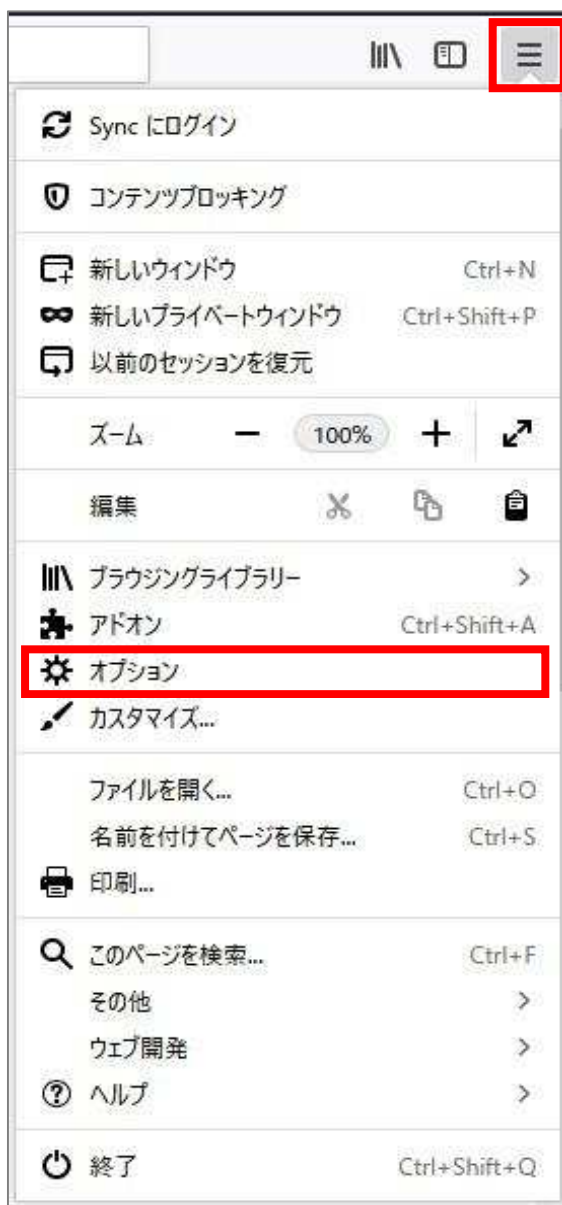 Sync にログイン
コンテンツブロッキング
新しいウィンドウ Ctrl+N
新しいプライベートウィンドウ Ctrl+Shift+P
以前のセッションを復元
ズーム − 100% +
編集
ブラウジングライブラリー >
アドオン Ctrl+Shift+A
オプション
カスタマイズ...
ファイルを開く... Ctrl+O
名前を付けてページを保存... Ctrl+S
印刷...
このページを検索... Ctrl+F
その他 >
ウェブ開発 >
ヘルプ >
終了 Ctrl+Shift+Q